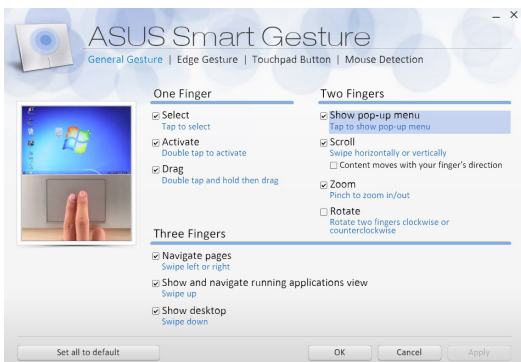 ASUS Smart Gesture
General Gesture | Edge Gesture | Touchpad Button | Mouse Detection
One Finger
Select
Tap to select
Activate
Double tap to activate
Drag
Double tap and hold then drag
Two Fingers
Show pop-up menu
Tap to show pop-up menu
Scroll
Swipe horizontally or vertically
Content moves with your finger's direction
Zoom
Pinch to zoom in/out
Rotate
Rotate two fingers clockwise or
counterclockwise
Three Fingers
Navigate pages
Swipe left or right
Show and navigate running applications view
Swipe up
Show desktop
Swipe down
Set all to default
OK
Cancel
Apply